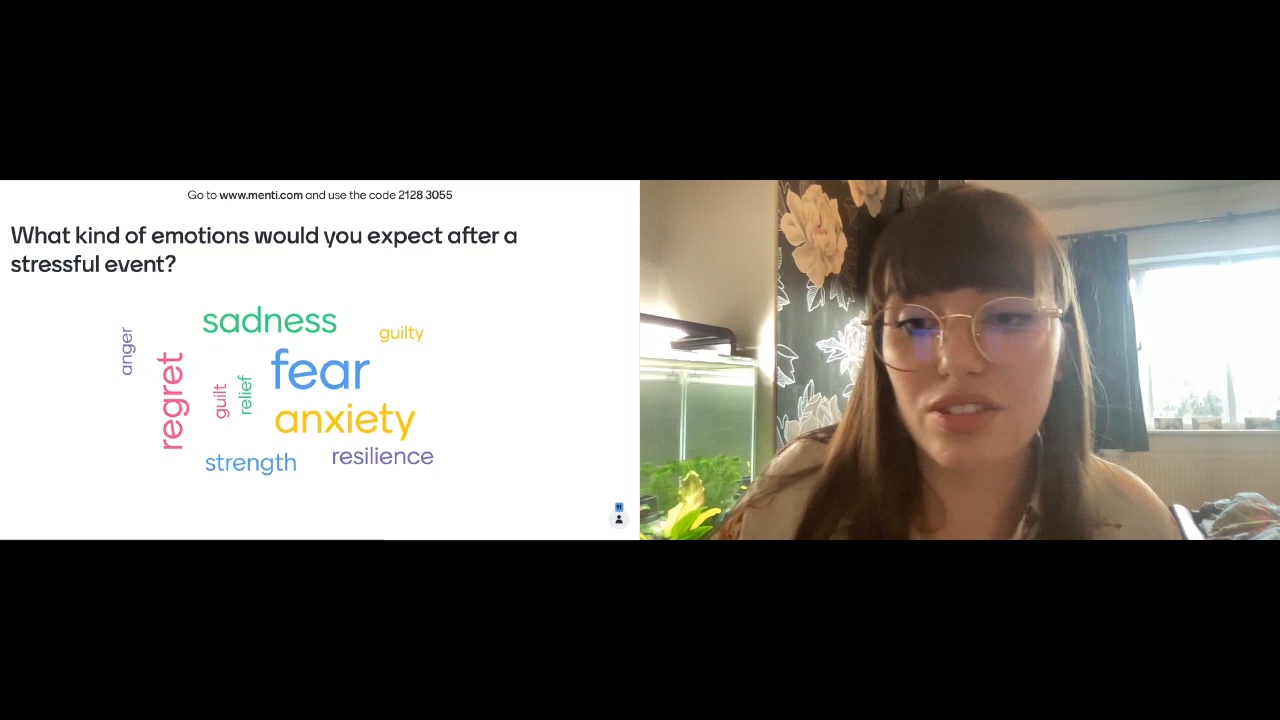 Go to www.menti.com and use the code 2128 3055
What kind of emotions would you expect after a
stressful event?
sadness
guilty
anger
regret
fear
guilt
relief
anxiety
strength
resilience
11